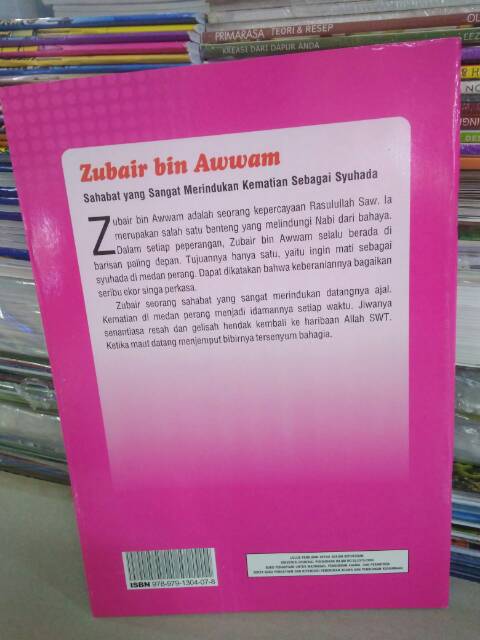 PRIMARASA TEORI & RESEP
KREASI DARI DAPUR ANDA
Zubair bin Awwam
Sahabat yang Sangat Merindukan Kematian Sebagai Syuhada
Zubair bin Awwam adalah seorang kepercayaan Rasulullah Saw. Ia
merupakan salah satu benteng yang melindungi Nabi dari bahaya.
Dalam setiap peperangan, Zubair bin Awwam selalu berada di
barisan paling depan. Tujuannya hanya satu, yaitu ingin mati sebagai
syuhada di medan perang. Dapat dikatakan bahwa keberaniannya bagaikan
seribu ekor singa perkasa.
Zubair seorang sahabat yang sangat merindukan datangnya ajal.
Kematian di medan perang menjadi idamannya setiap waktu. Jiwanya
senantiasa resah dan gelisah hendak kembali ke haribaan Allah SWT.
Ketika maut datang menjemput bibirnya tersenyum bahagia.
ISBN 978-979-1304-07-8